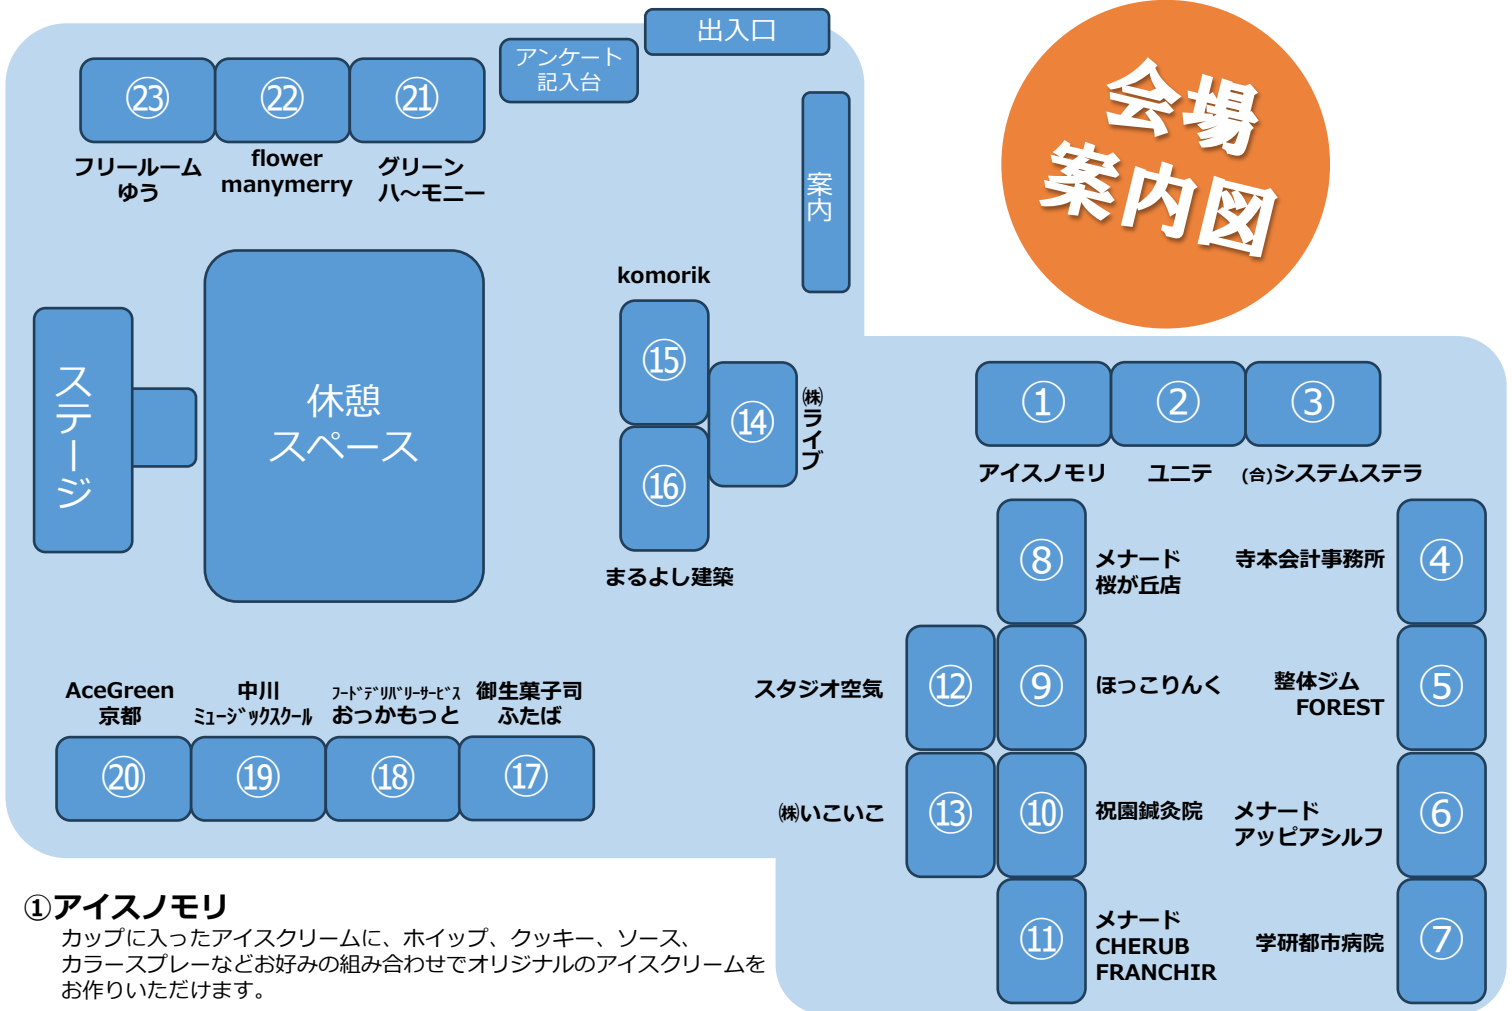 出入口
アンケート
記入台
会場
案内図
案内
㉓
㉒
㉑
フリールーム
ゆう
flower
manymerry
グリーン
ハ～モニー
ステージ
休憩
スペース
komorik
⑮
⑭
㈱ライブ
⑯
まるよし建築
①
②
③
アイスノモリ
ユニテ
(合)システムステラ
⑧
メナード
桜が丘店
寺本会計事務所
④
スタジオ空気
⑫
⑨
ほっこりんく
整体ジム
FOREST
⑤
㈱いこいこ
⑬
⑩
祝園鍼灸院
メナード
アッピアシルフ
⑥
⑪
メナード
CHERUB
FRANCHIR
学研都市病院
⑦
AceGreen
京都
中川
ﾐｭｰｼﾞｯｸｽｸｰﾙ
ﾌｰﾄﾞﾃﾞﾘﾊﾞﾘｰｻｰﾋﾞｽ
おっかもっと
御生菓子司
ふたば
⑳
⑲
⑱
⑰
①アイスノモリ
カップに入ったアイスクリームに、ホイップ、クッキー、ソース、
カラースプレーなどお好みの組み合わせでオリジナルのアイスクリームを
お作りいただけます。